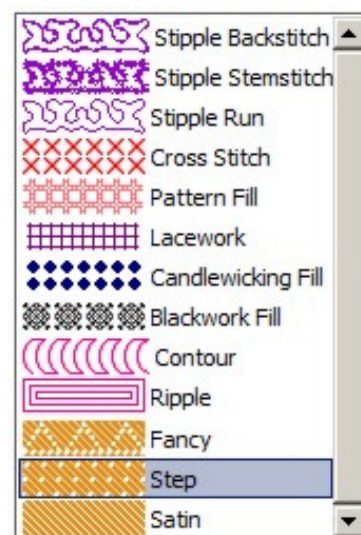 Stipple Backstitch
Stipple Stemstitch
Stipple Run
Cross Stitch
Pattern Fill
Lacework
Candlewicking Fill
Blackwork Fill
Contour
Ripple
Fancy
Step
Satin